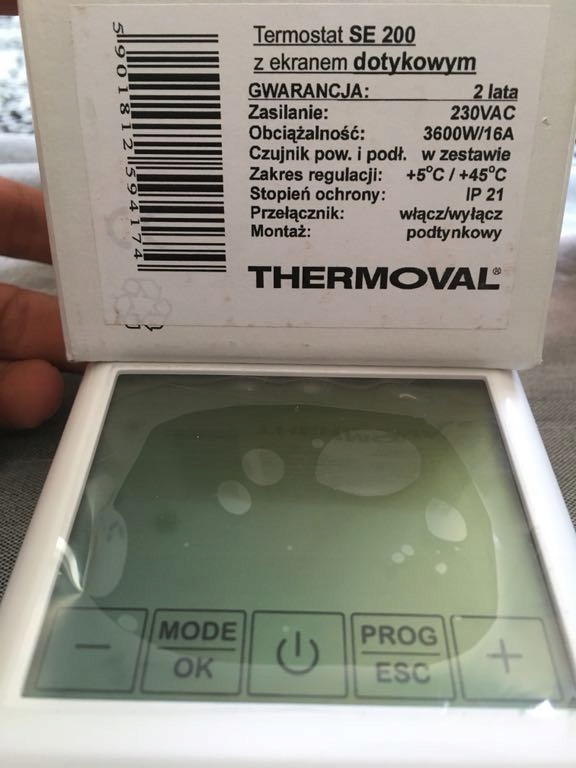 Termostat SE 200
z ekranem dotykowym
GWARANCJA: 2 lata
Zasilanie: 230VAC
Obciążalność: 3600W/16A
Czujnik pow. i podł. w zestawie
Zakres regulacji: +5°C / +45°C
Stopień ochrony: IP 21
Przełącznik: włącz/wyłącz
Montaż: podtynkowy
THERMOVAL®
5901812594174
− MODE PROG +
OK ESC